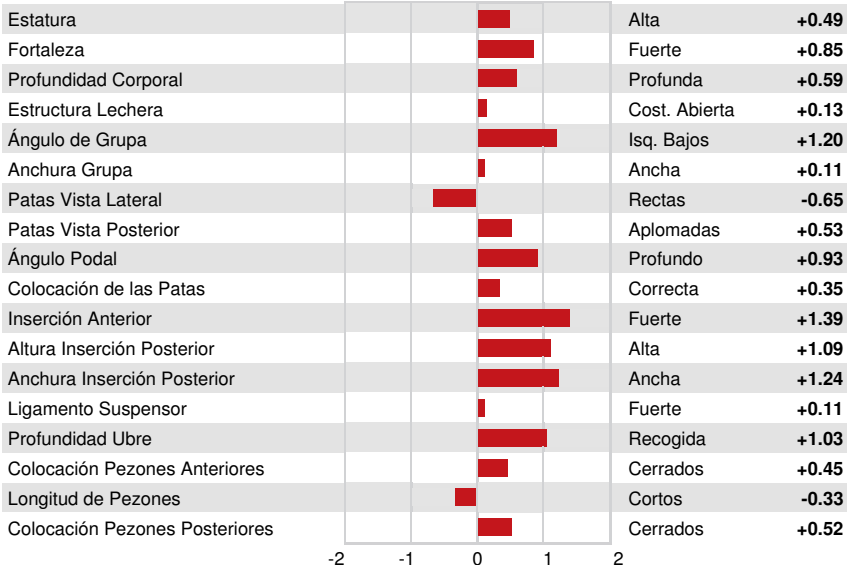 Estatura Alta +0.49
Fortaleza Fuerte +0.85
Profundidad Corporal Profunda +0.59
Estructura Lechera Cost. Abierta +0.13
Ángulo de Grupa Isq. Bajos +1.20
Anchura Grupa Ancha +0.11
Patas Vista Lateral Rectas -0.65
Patas Vista Posterior Aplomadas +0.53
Ángulo Podal Profundo +0.93
Colocación de las Patas Correcta +0.35
Inserción Anterior Fuerte +1.39
Altura Inserción Posterior Alta +1.09
Anchura Inserción Posterior Ancha +1.24
Ligamento Suspensor Fuerte +0.11
Profundidad Ubre Recogida +1.03
Colocación Pezones Anteriores Cerrados +0.45
Longitud de Pezones Cortos -0.33
Colocación Pezones Posteriores Cerrados +0.52
-2 -1 0 1 2